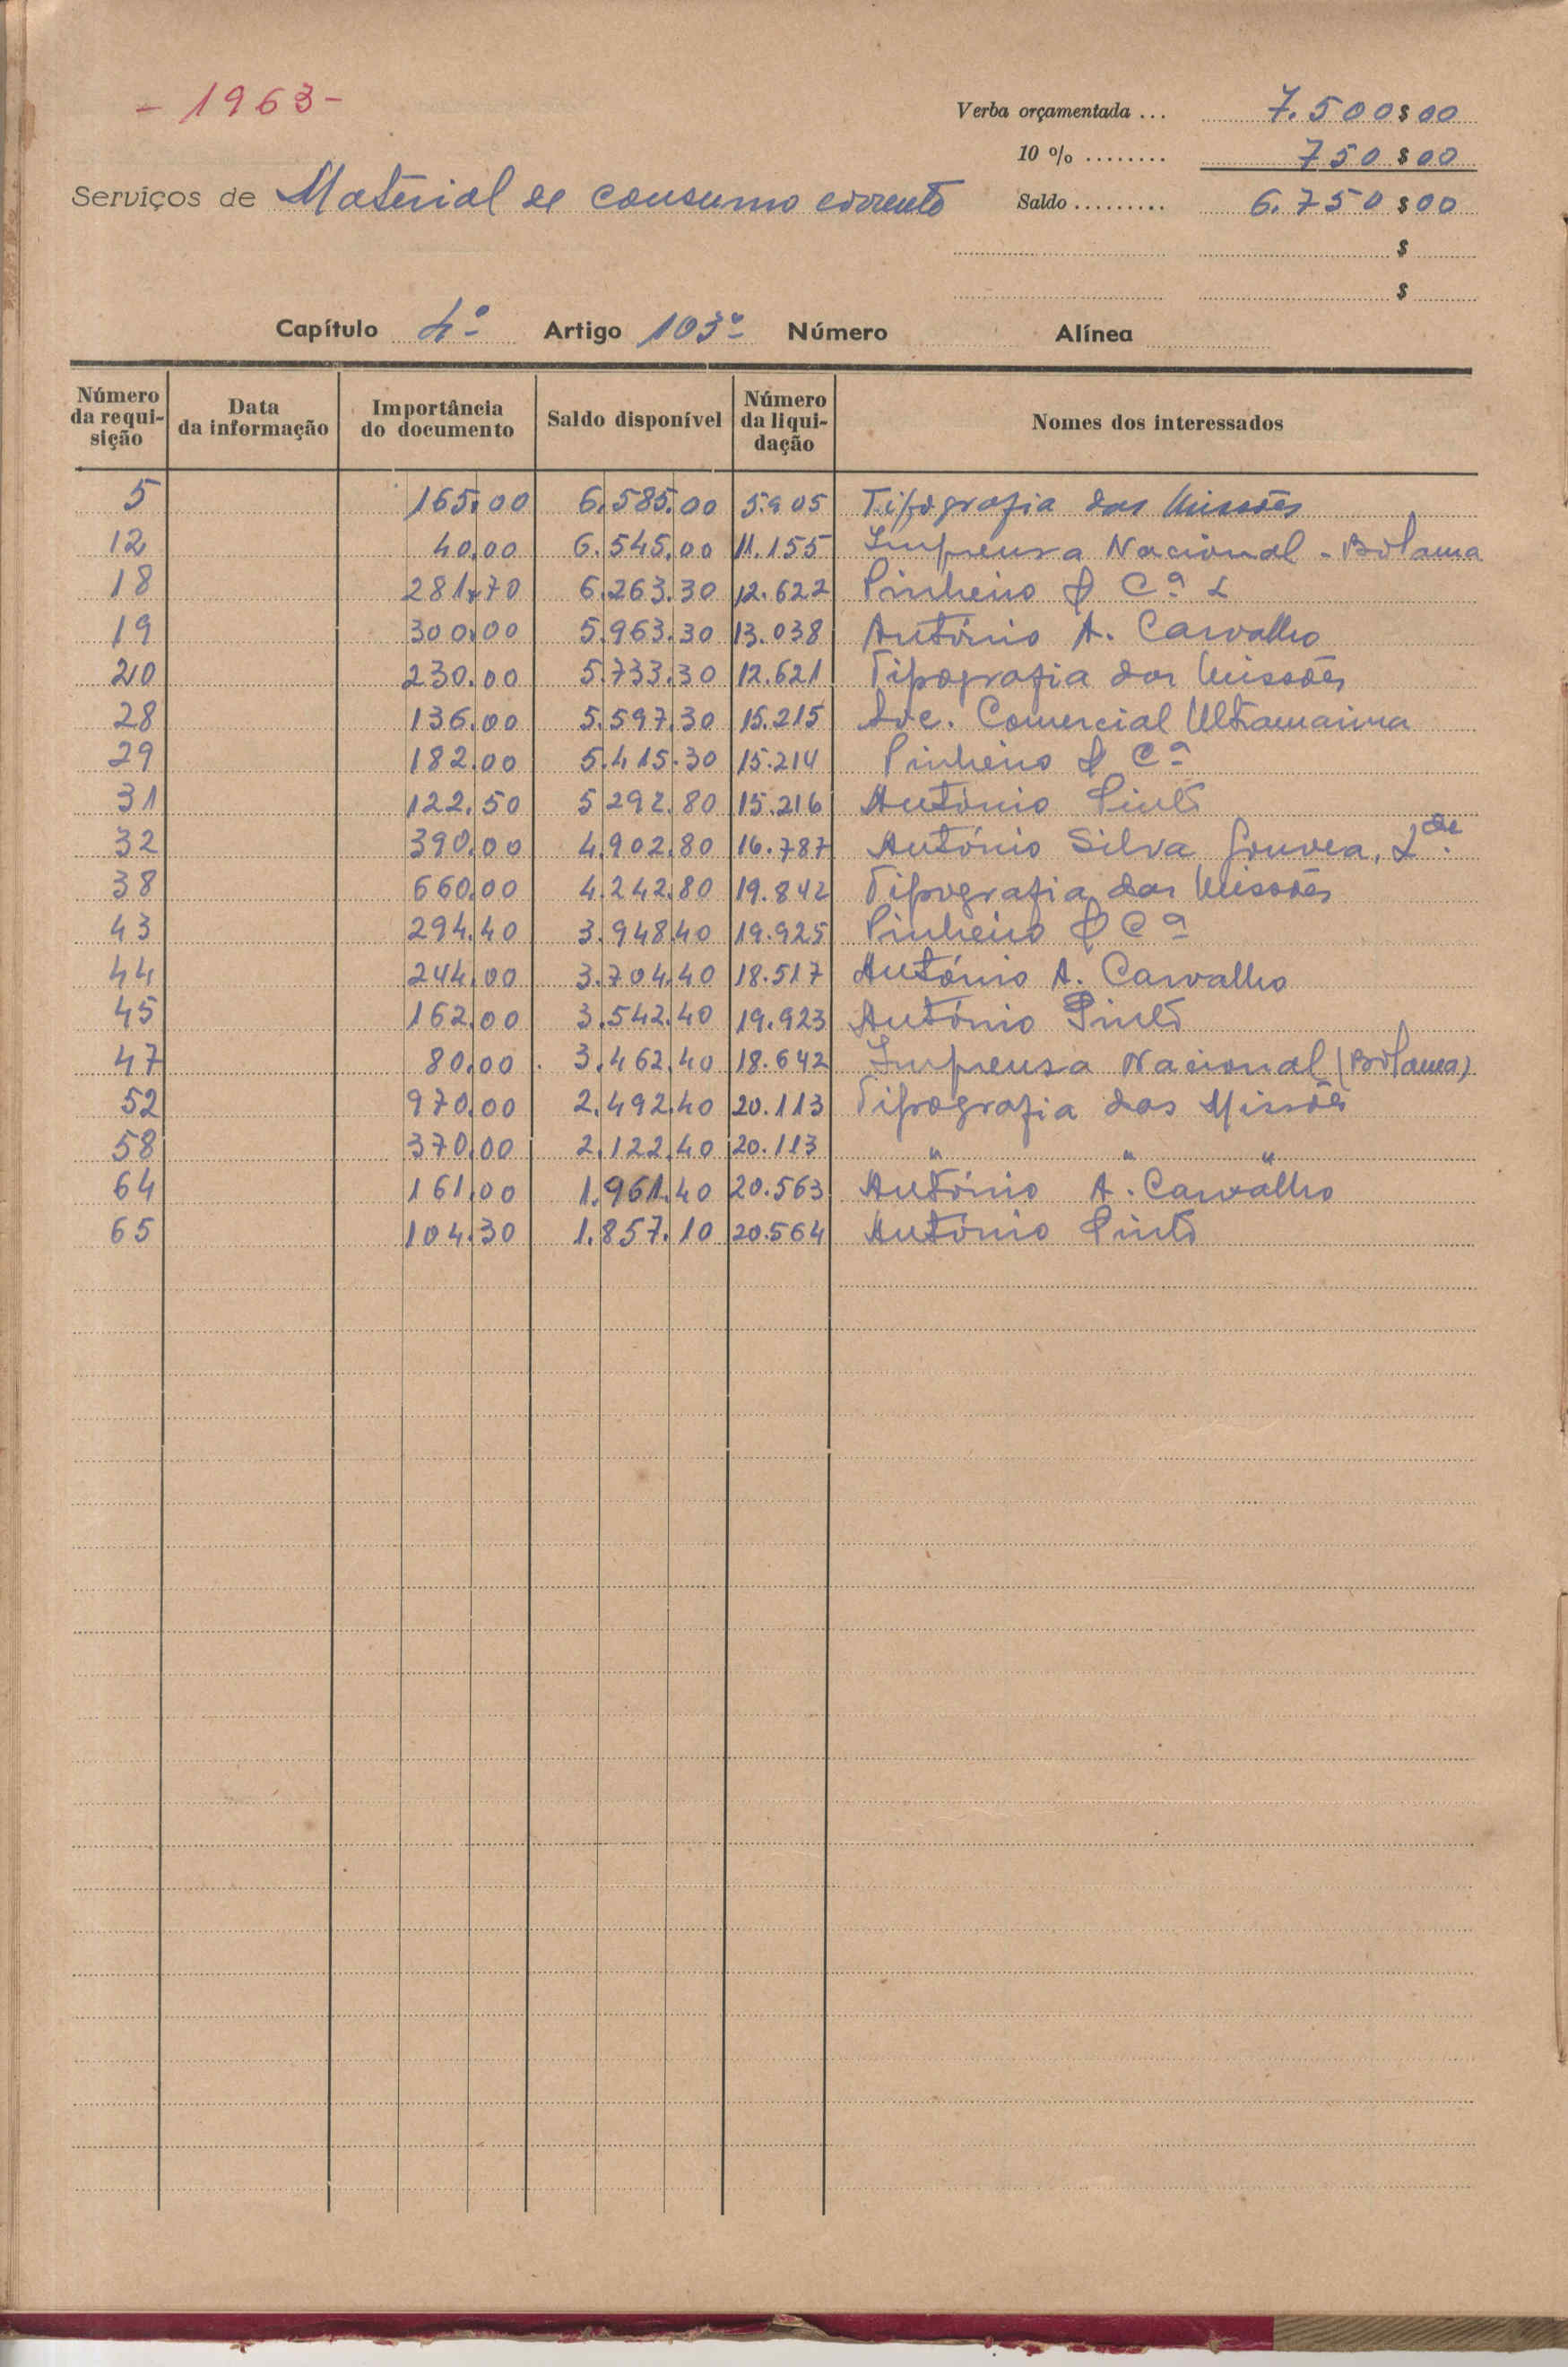 - 1963 -
Verba orçamentada ... 7.500$00
10 % ........ 750$00
Serviços de Material de consumo corrente
Saldo ......... 6.750$00
$
$
Capítulo 4º Artigo 103º Número Alínea
Número da requisição Data da informação Importância do documento Saldo disponível Número da liquidação Nomes dos interessados
5 165.00 6.585.00 5.905 Tipografia das Missões
12 40.00 6.545.00 11.155 Imprensa Nacional - Bolama
18 281.70 6.263.30 12.622 Pinheiro & Cª L
19 300.00 5.963.30 13.038 António A. Carvalho
20 230.00 5.733.30 12.621 Tipografia das Missões
28 136.00 5.597.30 15.215 Soc. Comercial Ultramarina
29 182.00 5.415.30 15.214 Pinheiro & Cª
31 122.50 5292.80 15.216 António Pinto
32 390.00 4.902.80 16.787 António Silva Gouvea, Lde.
38 660.00 4.242.80 19.842 Tipografia das Missões
43 294.40 3.948.40 19.925 Pinheiro & Cª
44 244.00 3.704.40 18.517 António A. Carvalho
45 162.00 3.542.40 19.923 António Pinto
47 80.00 3.462.40 18.642 Imprensa Nacional (Bolama)
52 970.00 2.492.40 20.113 Tipografia das Missões
58 370.00 2.122.40 20.113 " " "
64 161.00 1.961.40 20.563 António A. Carvalho
65 104.30 1.857.10 20.564 António Pinto